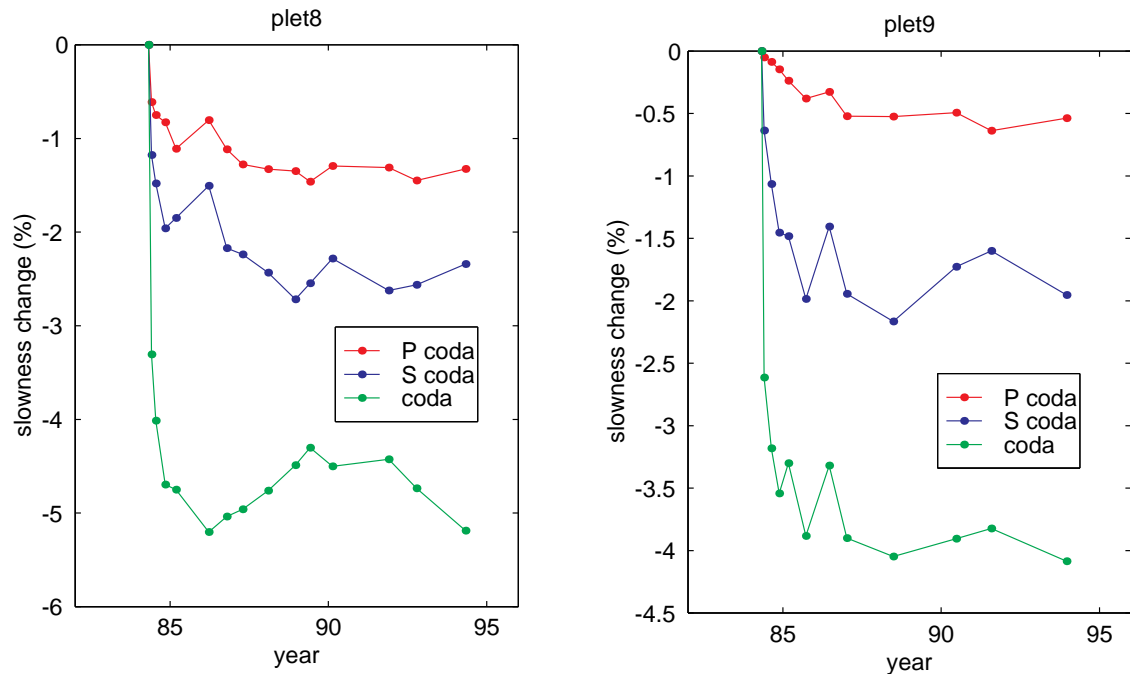 plet8
0
-1
-2
-3
-4
-5
-6
slowness change (%)
85
90
95
year
P coda
S coda
coda
plet9
0
-0.5
-1
-1.5
-2
-2.5
-3
-3.5
-4
-4.5
slowness change (%)
85
90
95
year
P coda
S coda
coda